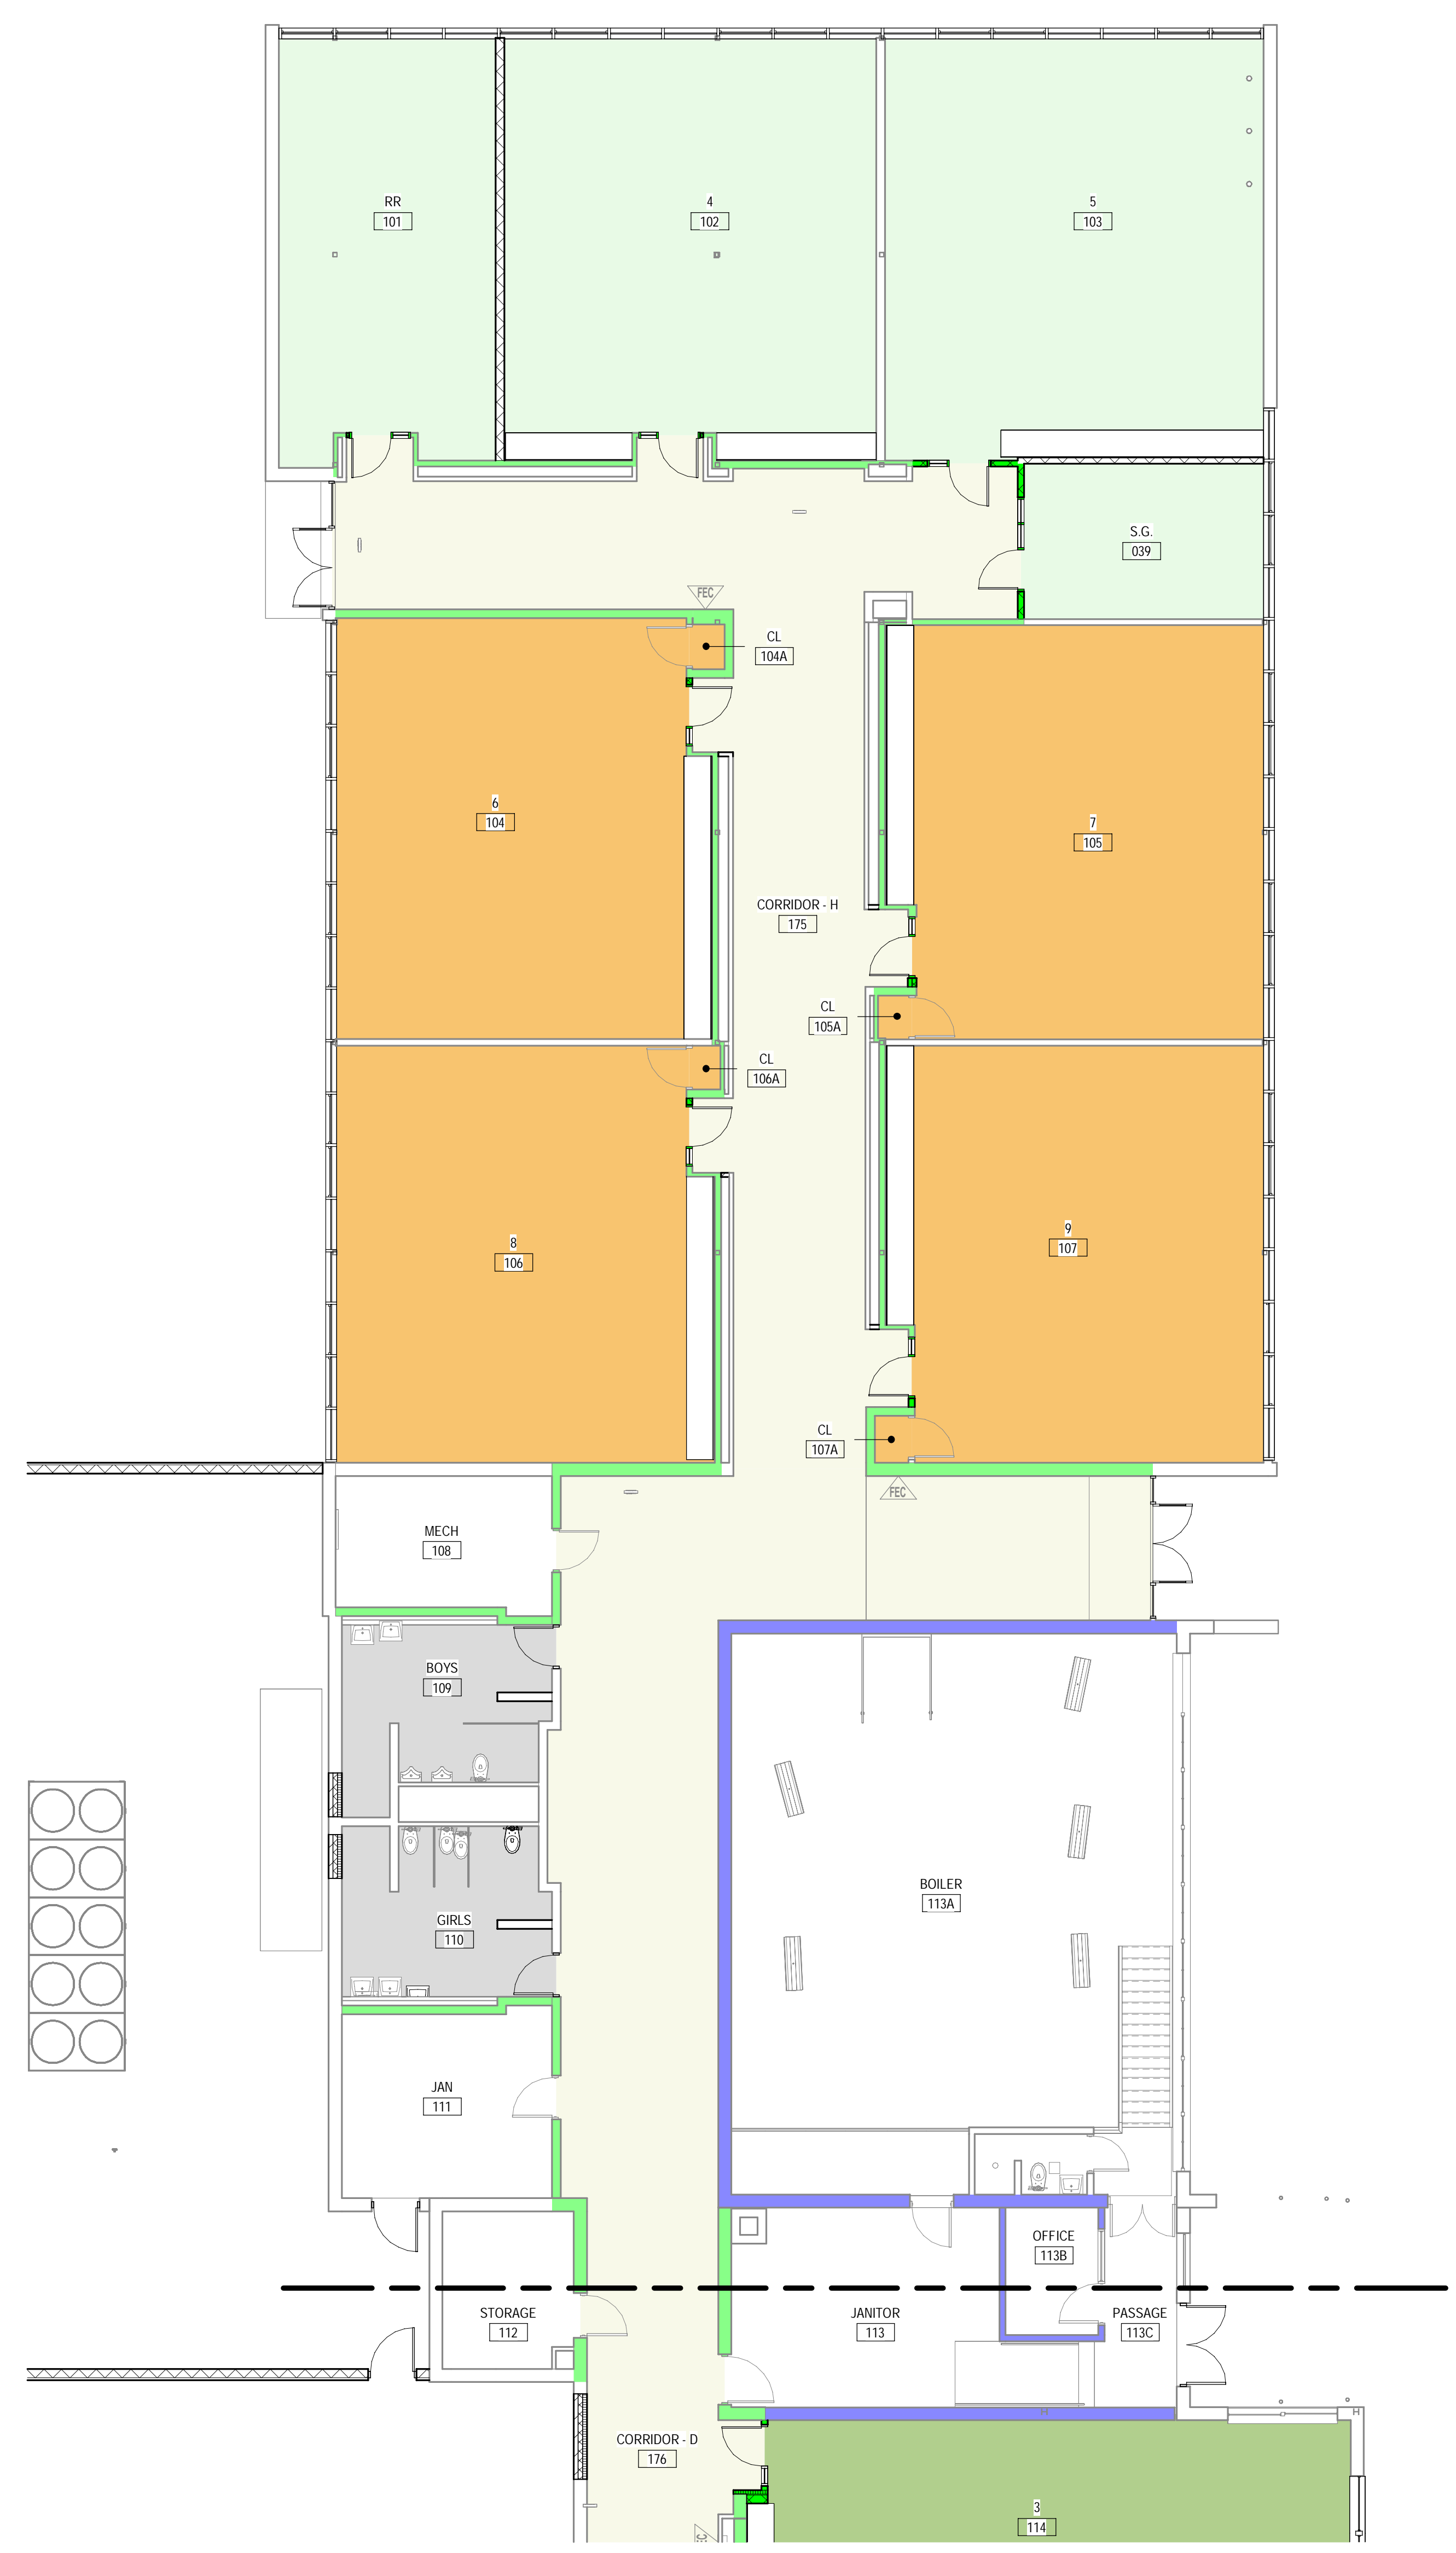 RR
101
4
102
5
103
S.G.
039
FEC
CL
104A
6
104
7
105
CORRIDOR - H
175
CL
105A
CL
106A
8
106
9
107
CL
107A
FEC
MECH
108
BOYS
109
BOILER
113A
GIRLS
110
JAN
111
OFFICE
113B
STORAGE
112
JANITOR
113
PASSAGE
113C
CORRIDOR - D
176
3
114